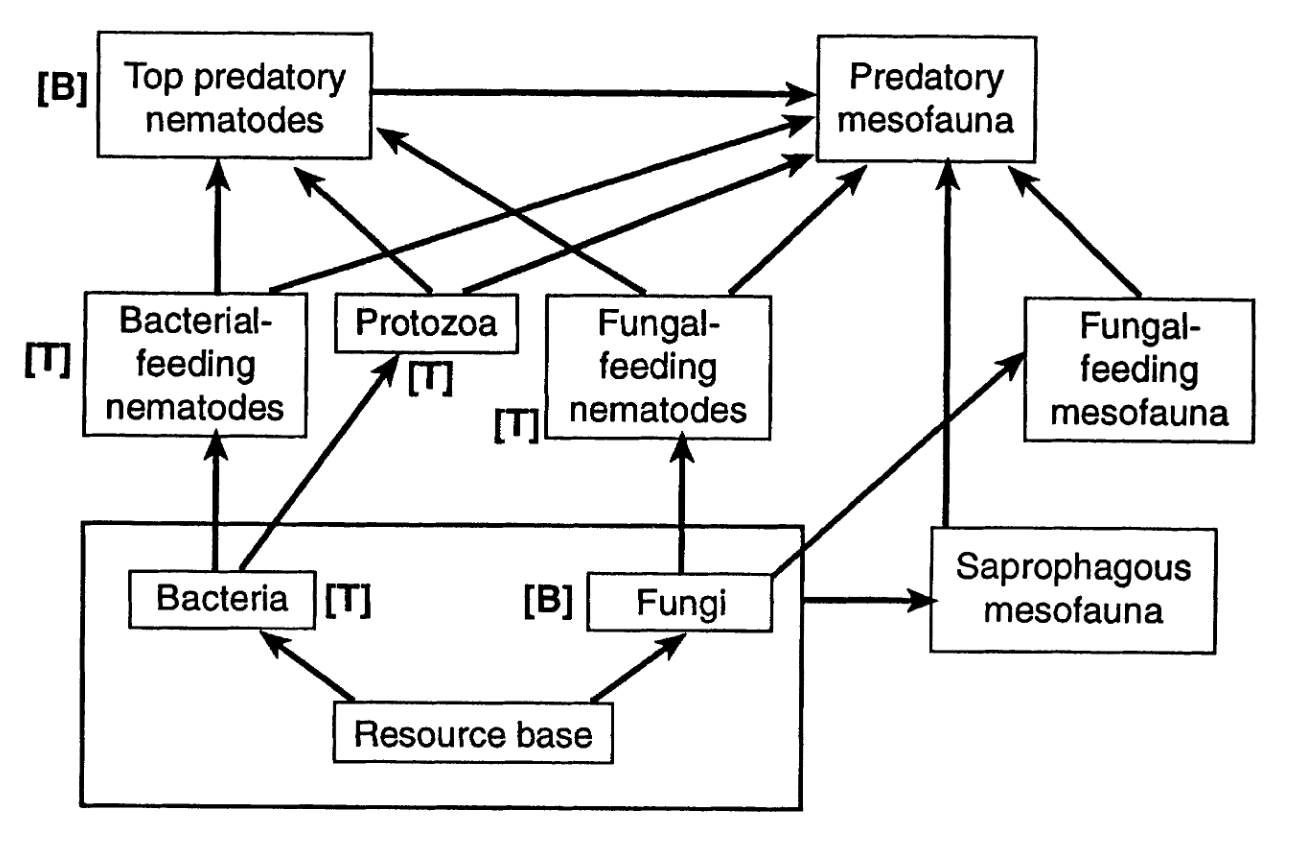 [B]
Top predatory
nematodes
Predatory
mesofauna
[T]
Bacterial-
feeding
nematodes
Protozoa
[T]
Fungal-
feeding
nematodes
[T]
Fungal-
feeding
mesofauna
Bacteria
[T]
[B]
Fungi
Saprophagous
mesofauna
Resource base